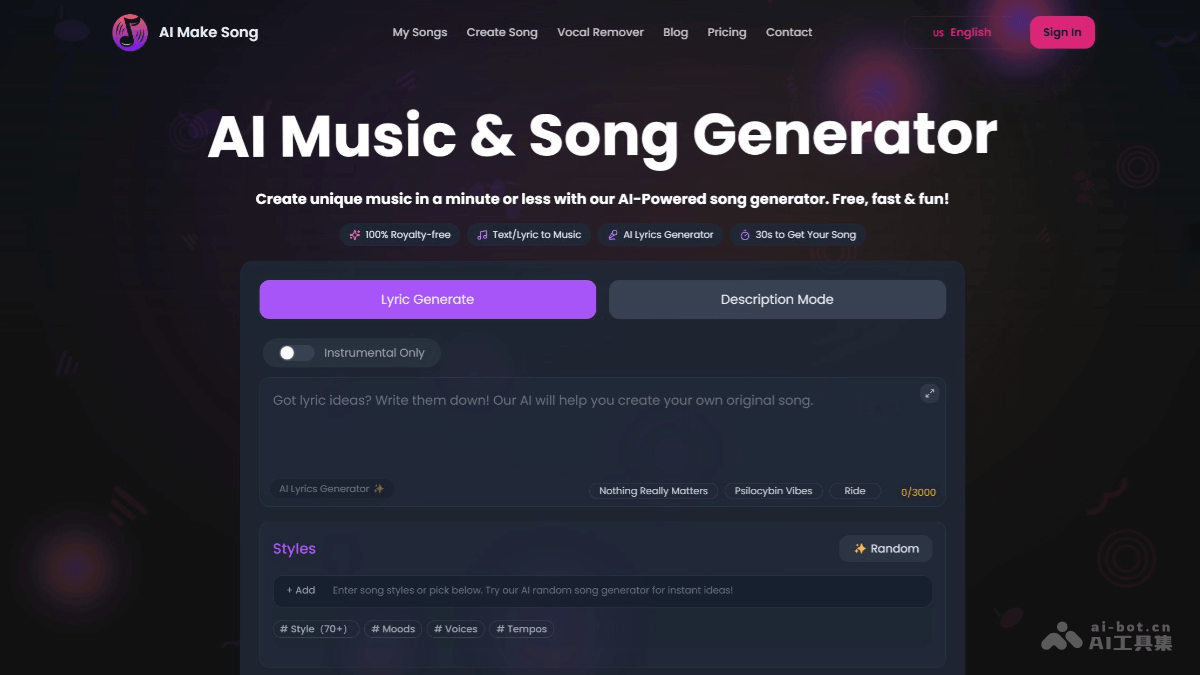 AI Make Song
My Songs Create Song Vocal Remover Blog Pricing Contact
US English
Sign In
AI Music & Song Generator
Create unique music in a minute or less with our AI-Powered song generator. Free, fast & fun!
100% Royalty-free Text/Lyric to Music AI Lyrics Generator 30s to Get Your Song
Lyric Generate Description Mode
Instrumental Only
Got lyric ideas? Write them down! Our AI will help you create your own original song.
AI Lyrics Generator Nothing Really Matters Psilocybin Vibes Ride 0/3000
Styles Random
+ Add Enter song styles or pick below. Try our AI random song generator for instant ideas!
# Style (70+) # Moods # Voices # Tempos
ai-bot.cn
AI工具集